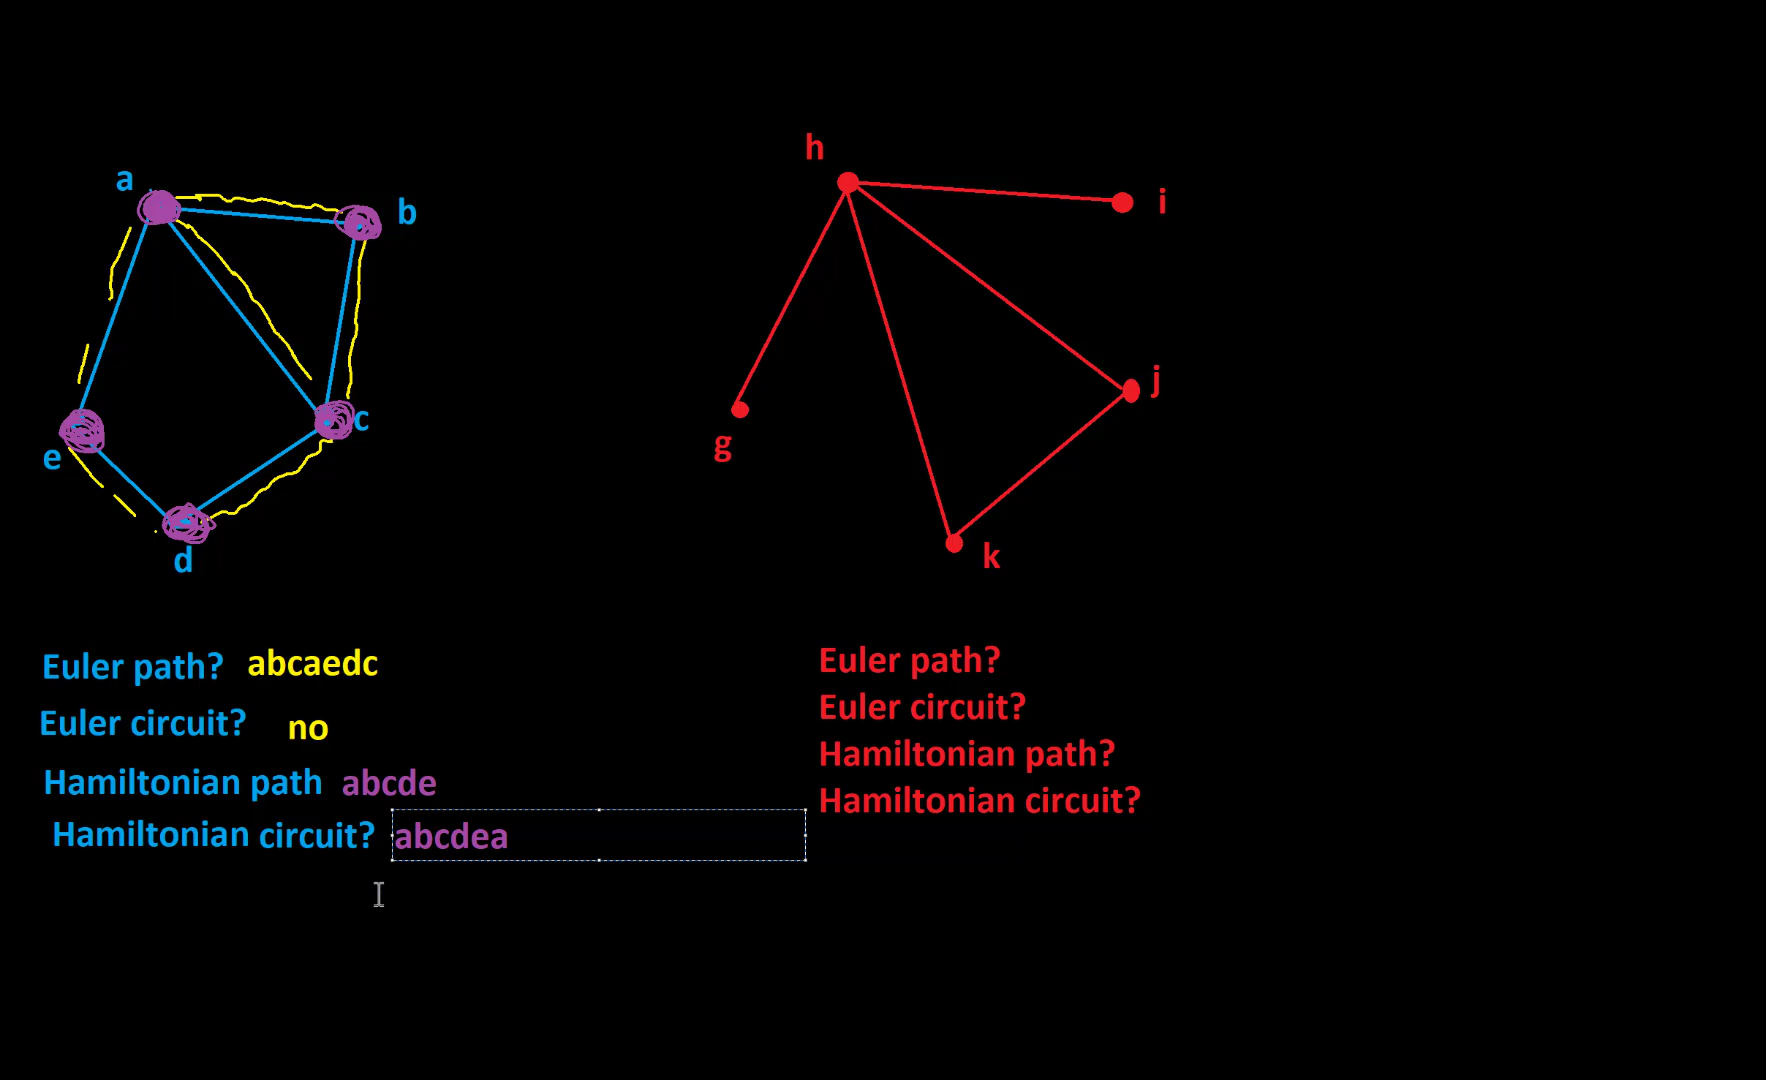 a
b
c
d
e
h
i
j
g
k
Euler path? abcaedc
Euler circuit? no
Hamiltonian path abcde
Hamiltonian circuit? abcdea
Euler path?
Euler circuit?
Hamiltonian path?
Hamiltonian circuit?